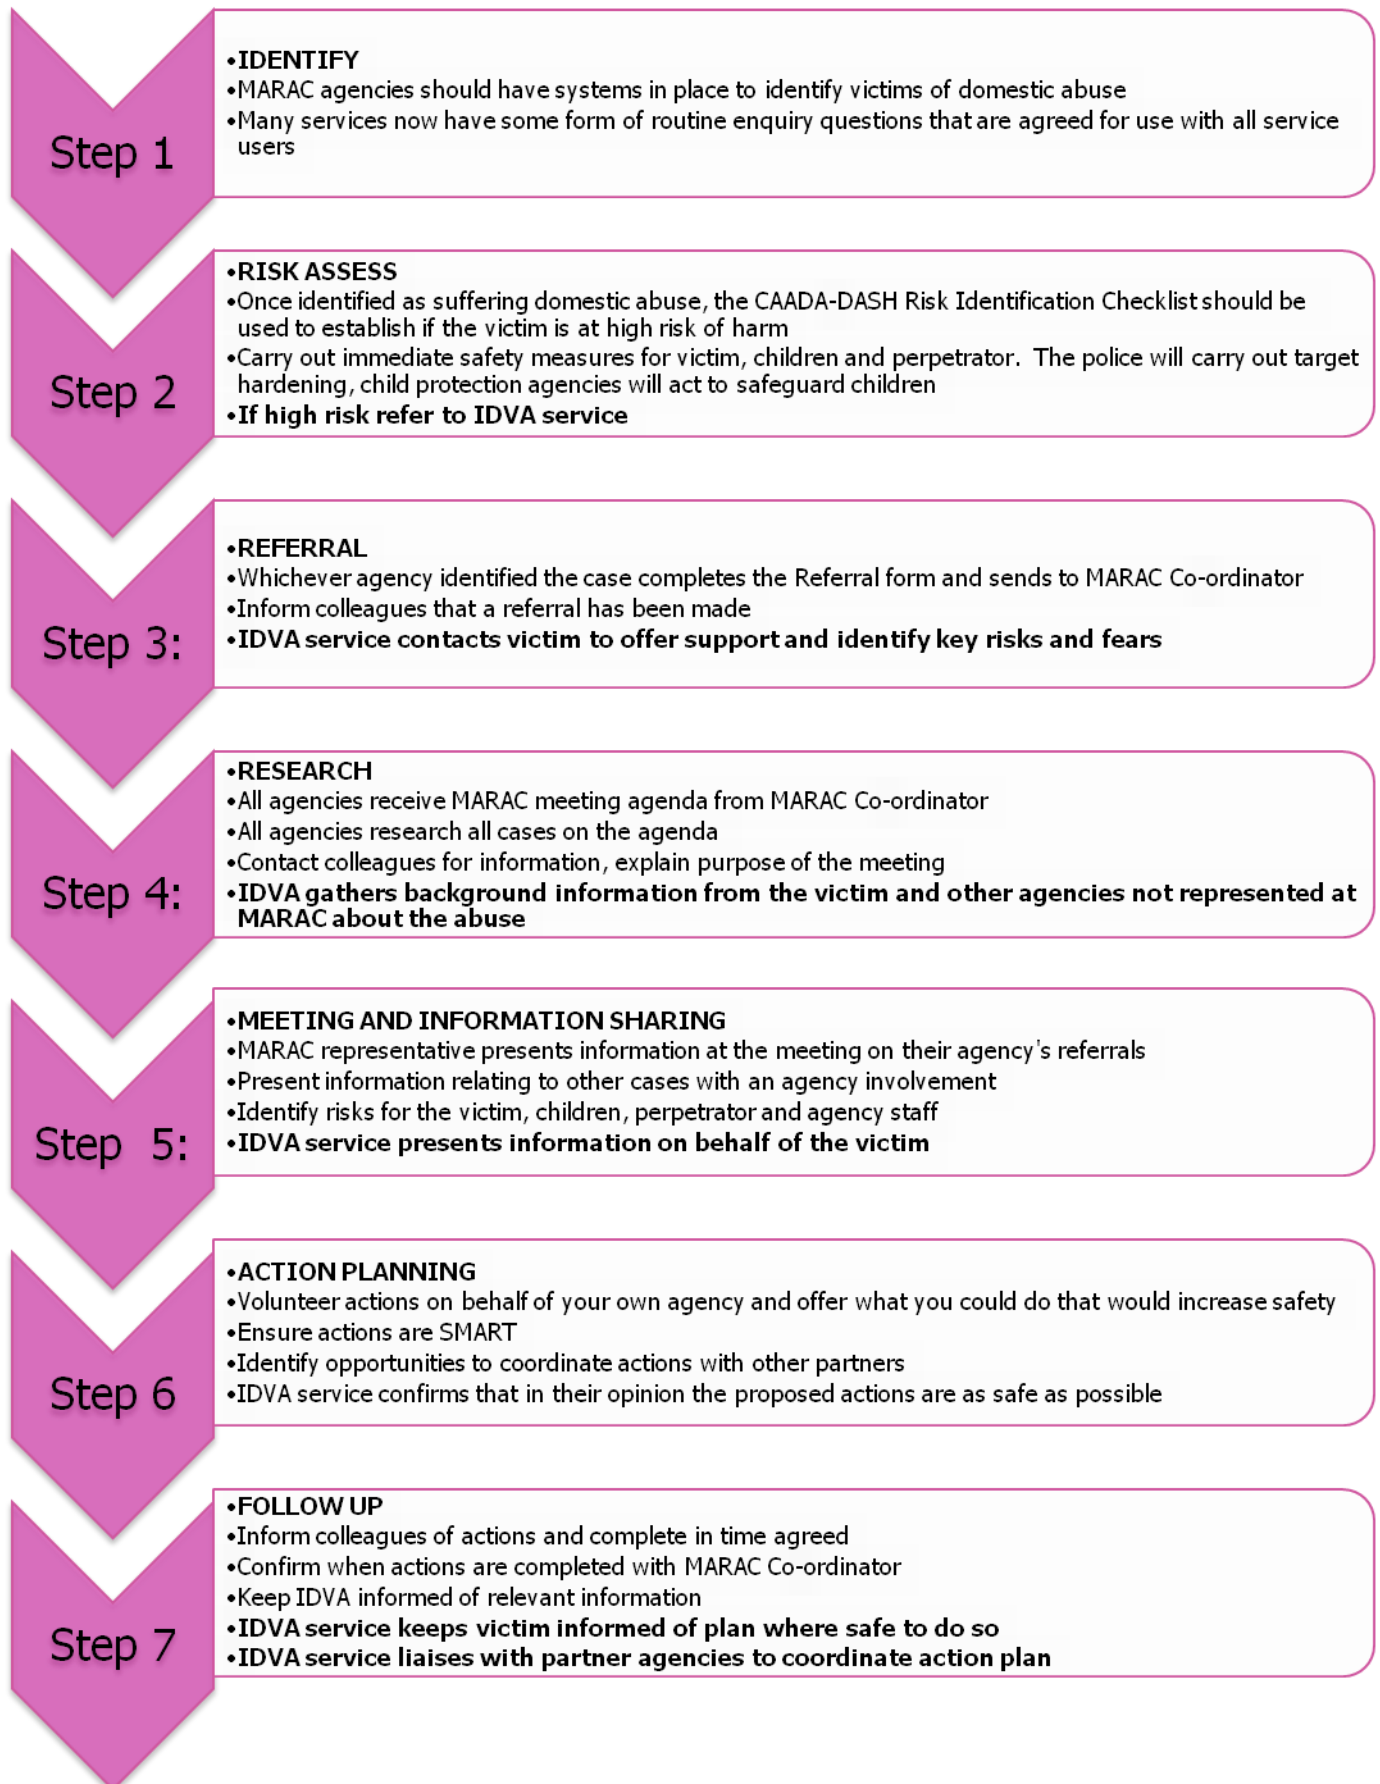 Step 1
•IDENTIFY
•MARAC agencies should have systems in place to identify victims of domestic abuse
•Many services now have some form of routine enquiry questions that are agreed for use with all service
users
Step 2
•RISK ASSESS
•Once identified as suffering domestic abuse, the CAADA-DASH Risk Identification Checklist should be
used to establish if the victim is at high risk of harm
•Carry out immediate safety measures for victim, children and perpetrator.  The police will carry out target
hardening, child protection agencies will act to safeguard children
•If high risk refer to IDVA service
Step 3:
•REFERRAL
•Whichever agency identified the case completes the Referral form and sends to MARAC Co-ordinator
•Inform colleagues that a referral has been made
•IDVA service contacts victim to offer support and identify key risks and fears
Step 4:
•RESEARCH
•All agencies receive MARAC meeting agenda from MARAC Co-ordinator
•All agencies research all cases on the agenda
•Contact colleagues for information, explain purpose of the meeting
•IDVA gathers background information from the victim and other agencies not represented at
MARAC about the abuse
Step  5:
•MEETING AND INFORMATION SHARING
•MARAC representative presents information at the meeting on their agency's referrals
•Present information relating to other cases with an agency involvement
•Identify risks for the victim, children, perpetrator and agency staff
•IDVA service presents information on behalf of the victim
Step 6
•ACTION PLANNING
•Volunteer actions on behalf of your own agency and offer what you could do that would increase safety
•Ensure actions are SMART
•Identify opportunities to coordinate actions with other partners
•IDVA service confirms that in their opinion the proposed actions are as safe as possible
Step 7
•FOLLOW UP
•Inform colleagues of actions and complete in time agreed
•Confirm when actions are completed with MARAC Co-ordinator
•Keep IDVA informed of relevant information
•IDVA service keeps victim informed of plan where safe to do so
•IDVA service liaises with partner agencies to coordinate action plan